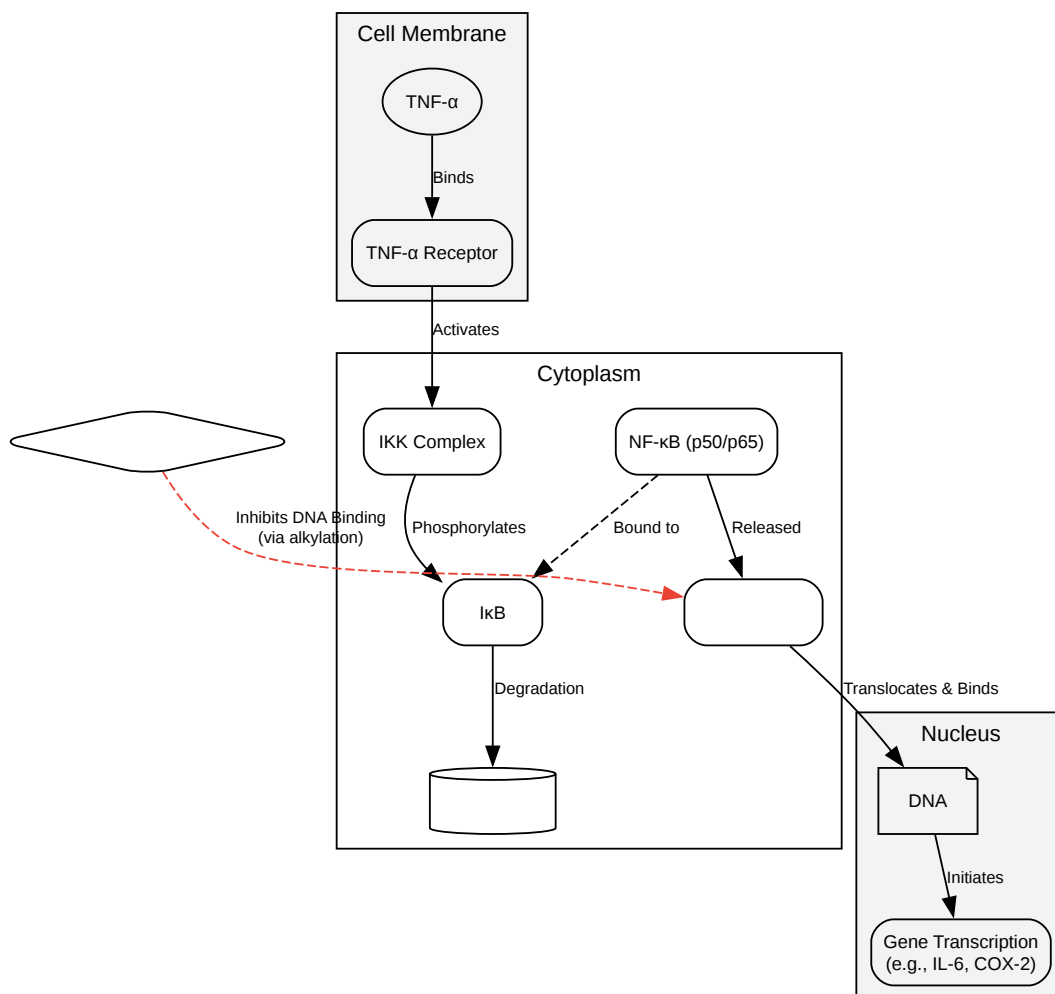 Cell Membrane
TNF-α
Binds
TNF-α Receptor
Activates
Cytoplasm
IKK Complex
NF-κB (p50/p65)
Inhibits DNA Binding
(via alkylation)
Phosphorylates
Bound to
Released
IκB
Degradation
Translocates & Binds
Nucleus
DNA
Initiates
Gene Transcription
(e.g., IL-6, COX-2)